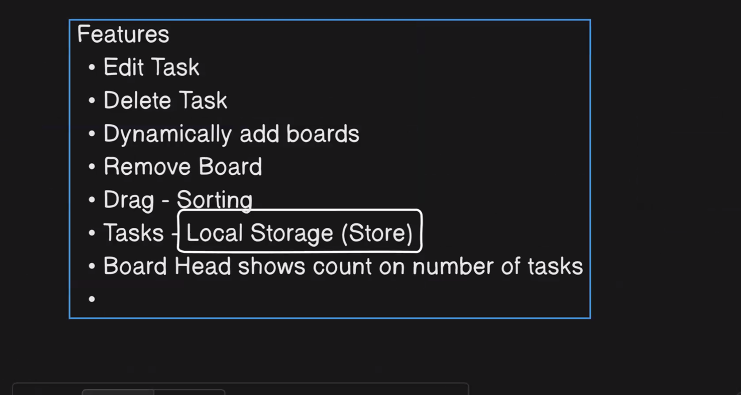 Features
• Edit Task
• Delete Task
• Dynamically add boards
• Remove Board
• Drag - Sorting
• Tasks - Local Storage (Store)
• Board Head shows count on number of tasks
•